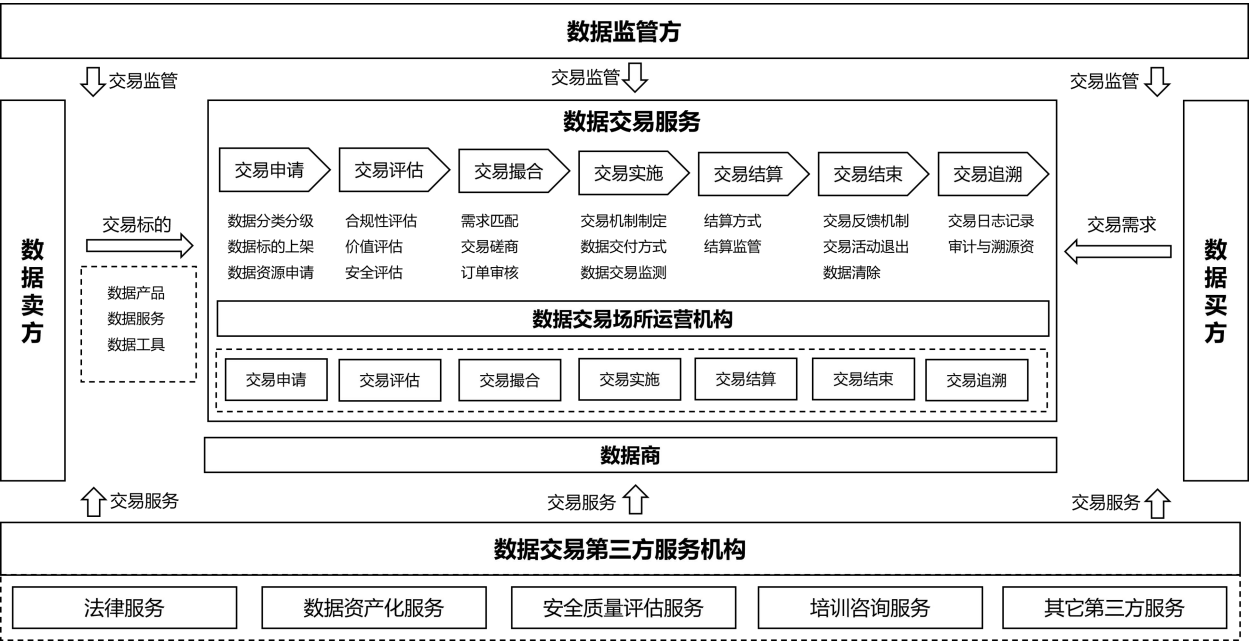 数据监管方
交易监管
交易监管
交易监管
数据卖方
交易标的
数据产品
数据服务
数据工具
数据交易服务
交易申请
交易评估
交易撮合
交易实施
交易结算
交易结束
交易追溯
数据分类分级
合规性评估
需求匹配
交易机制制定
结算方式
交易反馈机制
交易日志记录
数据标的上架
价值评估
交易磋商
数据交付方式
结算监管
交易活动退出
审计与溯源资
数据资源申请
安全评估
订单审核
数据交易监测
数据清除
数据交易场所运营机构
交易申请
交易评估
交易撮合
交易实施
交易结算
交易结束
交易追溯
数据商
交易需求
数据买方
交易服务
交易服务
交易服务
数据交易第三方服务机构
法律服务
数据资产化服务
安全质量评估服务
培训咨询服务
其它第三方服务